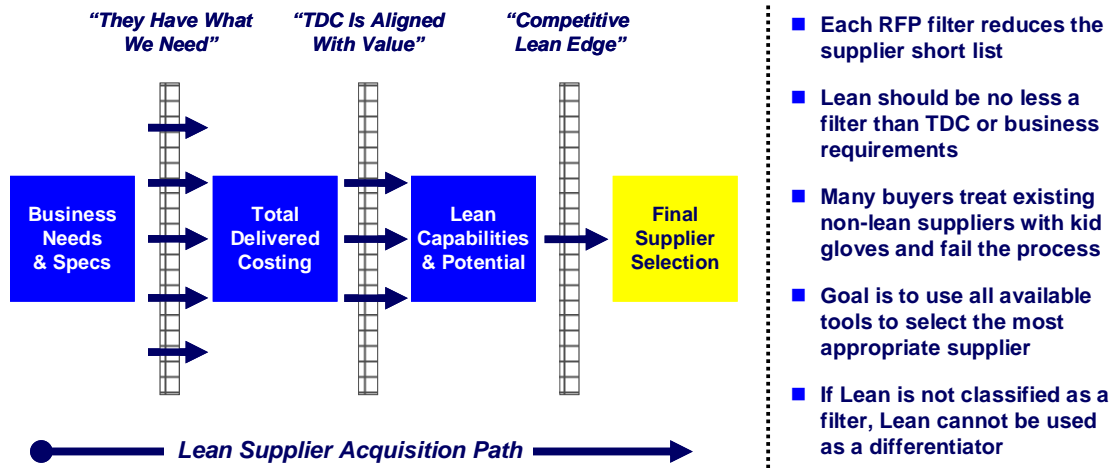 “They Have What
We Need”
“TDC Is Aligned
With Value”
“Competitive
Lean Edge”
Business
Needs
& Specs
Total
Delivered
Costing
Lean
Capabilities
& Potential
Final
Supplier
Selection
Lean Supplier Acquisition Path
Each RFP filter reduces the
supplier short list
Lean should be no less a
filter than TDC or business
requirements
Many buyers treat existing
non-lean suppliers with kid
gloves and fail the process
Goal is to use all available
tools to select the most
appropriate supplier
If Lean is not classified as a
filter, Lean cannot be used
as a differentiator